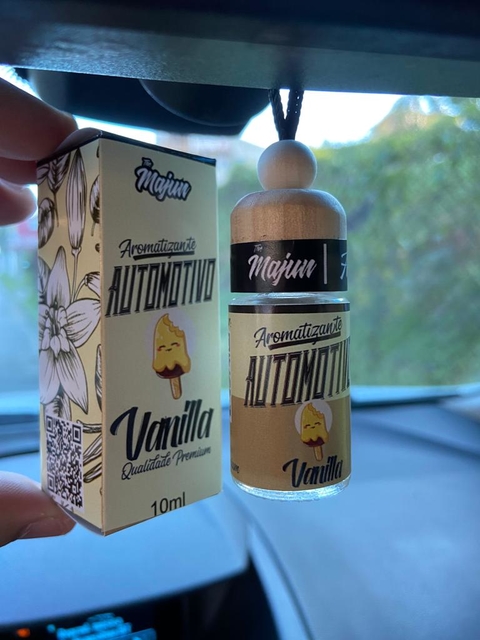 The
Majun
Aromatizante
AUTOMOTIVO
Vanilla
Qualidade Premium
10ml
The
Majun
Aromatizante
AUTOMOTIVO
Vanilla